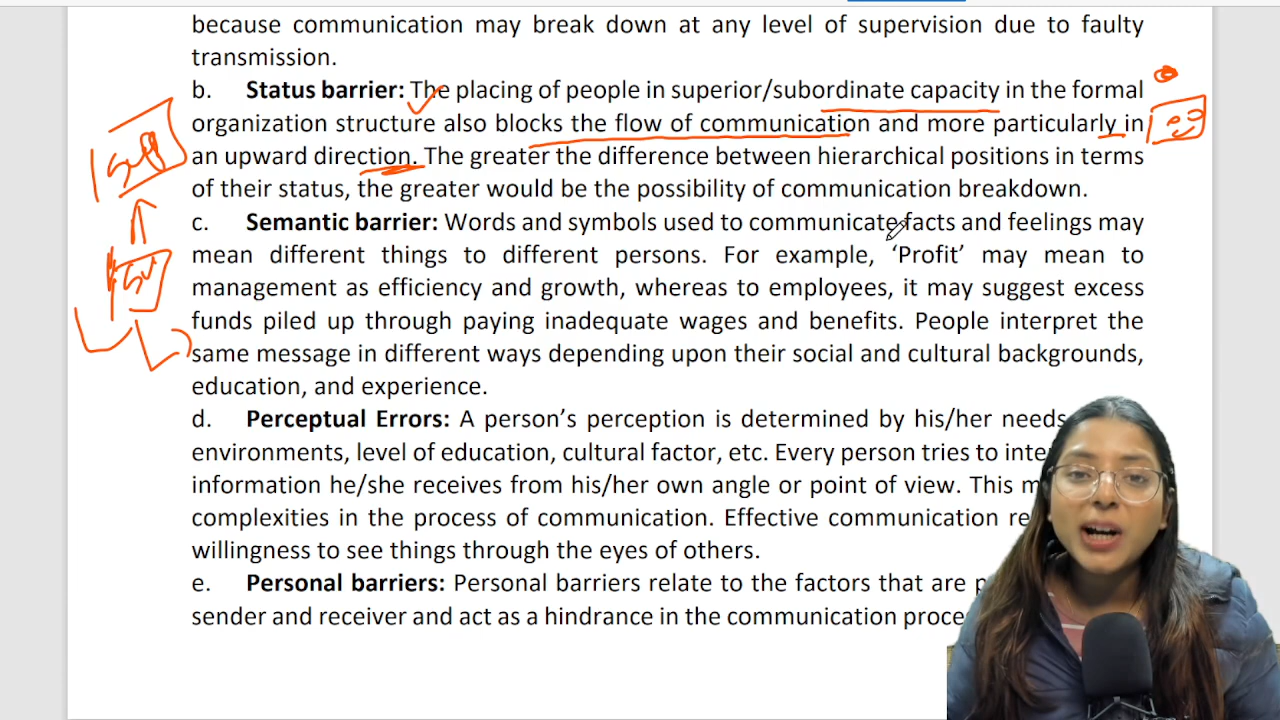 because communication may break down at any level of supervision due to faulty
transmission.
b. Status barrier: The placing of people in superior/subordinate capacity in the formal
organization structure also blocks the flow of communication and more particularly in
an upward direction. The greater the difference between hierarchical positions in terms
of their status, the greater would be the possibility of communication breakdown.
c. Semantic barrier: Words and symbols used to communicate facts and feelings may
mean different things to different persons. For example, ‘Profit’ may mean to
management as efficiency and growth, whereas to employees, it may suggest excess
funds piled up through paying inadequate wages and benefits. People interpret the
same message in different ways depending upon their social and cultural backgrounds,
education, and experience.
d. Perceptual Errors: A person’s perception is determined by his/her needs
environments, level of education, cultural factor, etc. Every person tries to inte
information he/she receives from his/her own angle or point of view. This m
complexities in the process of communication. Effective communication re
willingness to see things through the eyes of others.
e. Personal barriers: Personal barriers relate to the factors that are p
sender and receiver and act as a hindrance in the communication proce